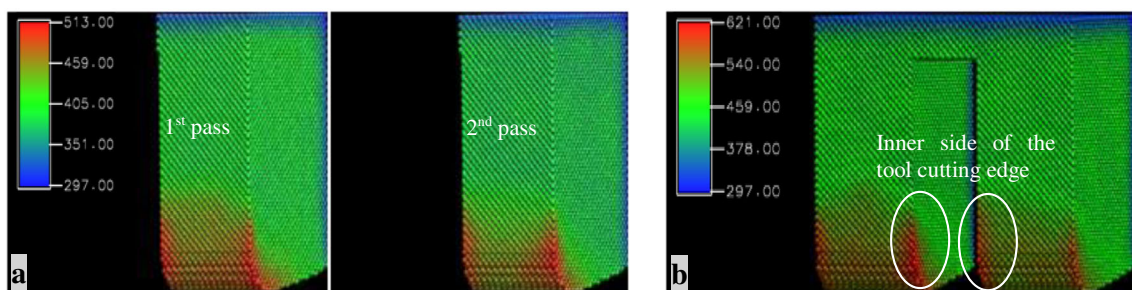 513.00
459.00
405.00
351.00
297.00
1st pass
a
2nd pass
621.00
540.00
459.00
378.00
297.00
Inner side of the
tool cutting edge
b